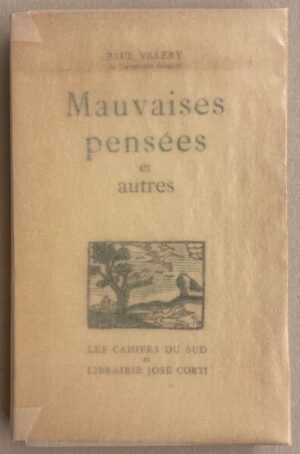 PAUL VALÉRY
de l'Académie française
Mauvaises
pensées
et
autres
LES CAHIERS DU SUD
et
LIBRAIRIE JOSÉ CORTI